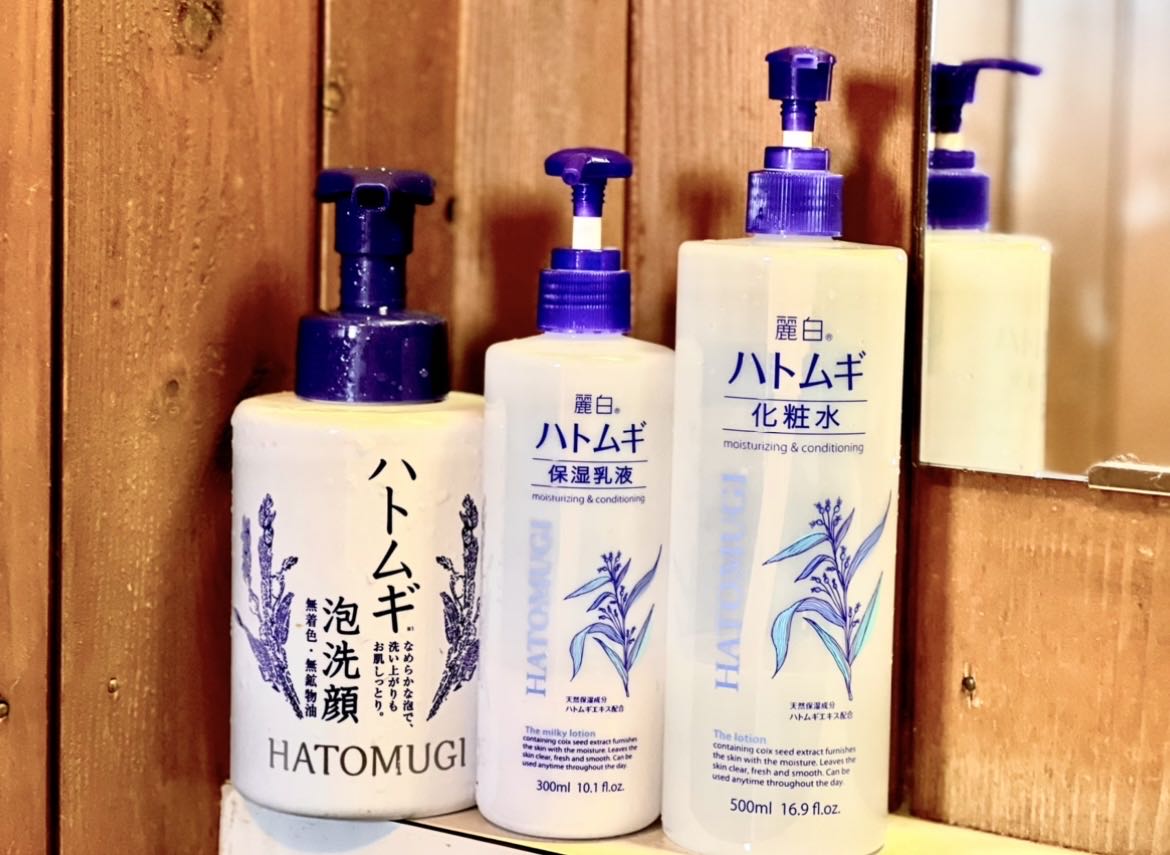 ハトムギ
なめらかな泡で、
洗い上がりも
お肌しっとり。
泡洗顔
無着色・無鉱物油
HATOMUGI
麗白®
ハトムギ
保湿乳液
moisturizing & conditioning
HATOMUGI
天然保湿成分
ハトムギエキス配合
The milky lotion
containing coix seed extract furnishes
the skin with the moisture. Leaves the
skin clear, fresh and smooth. Can be
used anytime throughout the day.
300ml 10.1 fl.oz.
麗白®
ハトムギ
化粧水
moisturizing & conditioning
HATOMUGI
天然保湿成分
ハトムギエキス配合
The lotion
containing coix seed extract furnishes
the skin with the moisture. Leaves the
skin clear, fresh and smooth. Can be
used anytime throughout the day.
500ml 16.9 fl.oz.